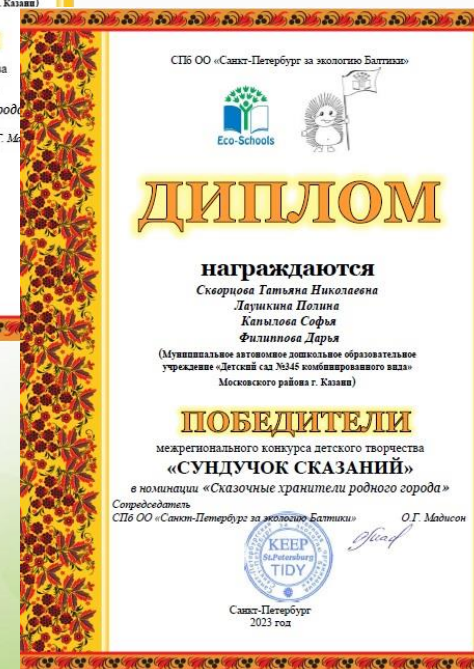 . Казани)
СПб ОО «Санкт-Петербург за экологию Балтики»
Eco-Schools
ДИПЛОМ
награждаются
Скворцова Татьяна Николаевна
Лаушкина Полина
Капылова Софья
Филиппова Дарья
(Муниципальное автономное дошкольное образовательное
учреждение «Детский сад №345 комбинированного вида»
Московского района г. Казани)
ПОБЕДИТЕЛИ
межрегионального конкурса детского творчества
«СУНДУЧОК СКАЗАНИЙ»
в номинации «Сказочные хранители родного города»
Сопредседатель
СПб ОО «Санкт-Петербург за экологию Балтики» О.Г. Мадисон
KEEP
St.Petersburg
TIDY
Санкт-Петербург
2023 год